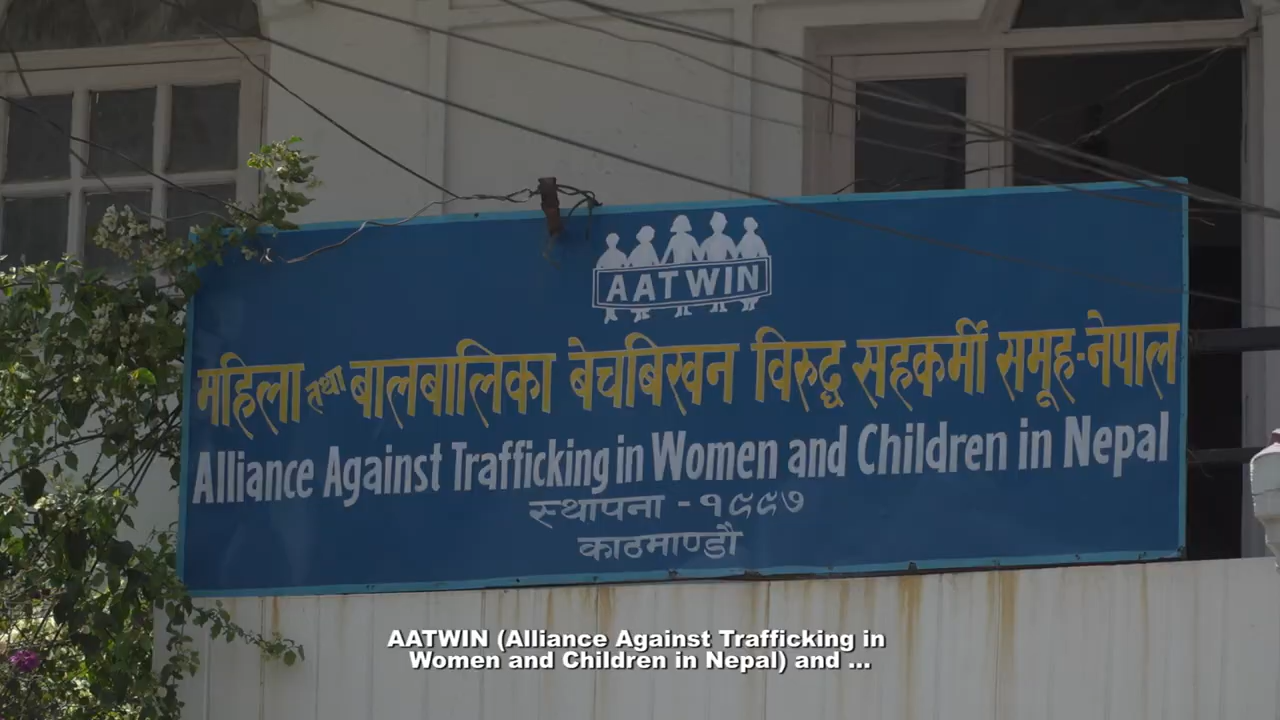 AATWIN
महिला तथा बालबालिका बेचबिखन विरुद्ध सहकर्मी समूह-नेपाल
Alliance Against Trafficking in Women and Children in Nepal
स्थापना - १९९७
काठमाण्डौ
AATWIN (Alliance Against Trafficking in
Women and Children in Nepal) and ...